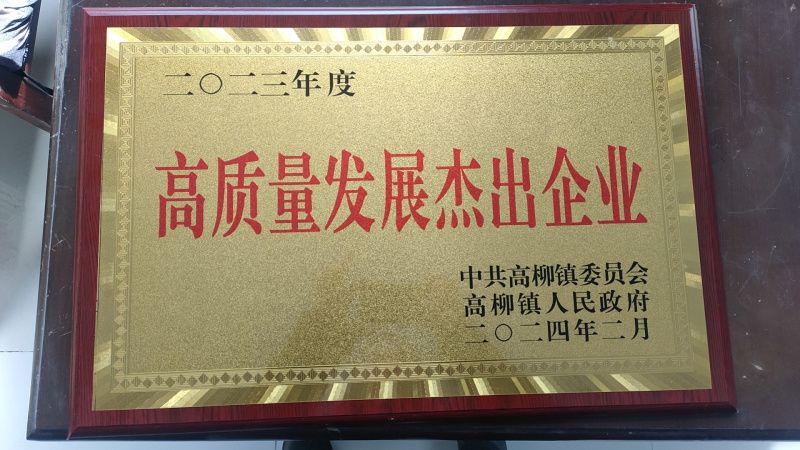 二〇二三年度
高质量发展杰出企业
中共高柳镇委员会
高柳镇人民政府
二〇二四年二月